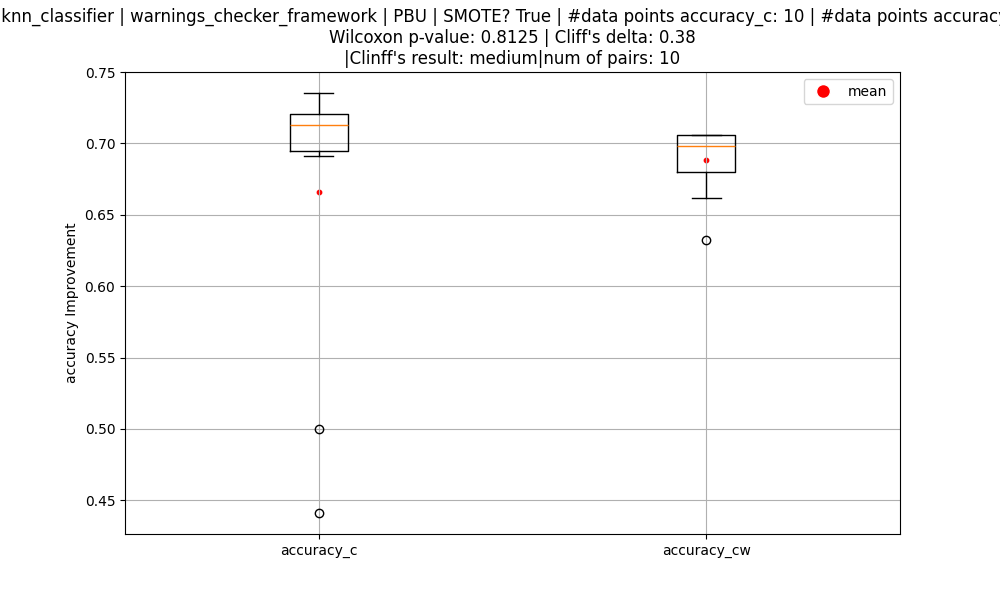 knn_classifier | warnings_checker_framework | PBU | SMOTE? True | #data points accuracy_c: 10 | #data points
Wilcoxon p-value: 0.8125 | Cliff's delta: 0.38
|Clinff's result: medium|num of pairs: 10
0.75
mean
0.70
0.65
0.60
0.55
0.50
0.45
accuracy Improvement
accuracy_c
accuracy_cw